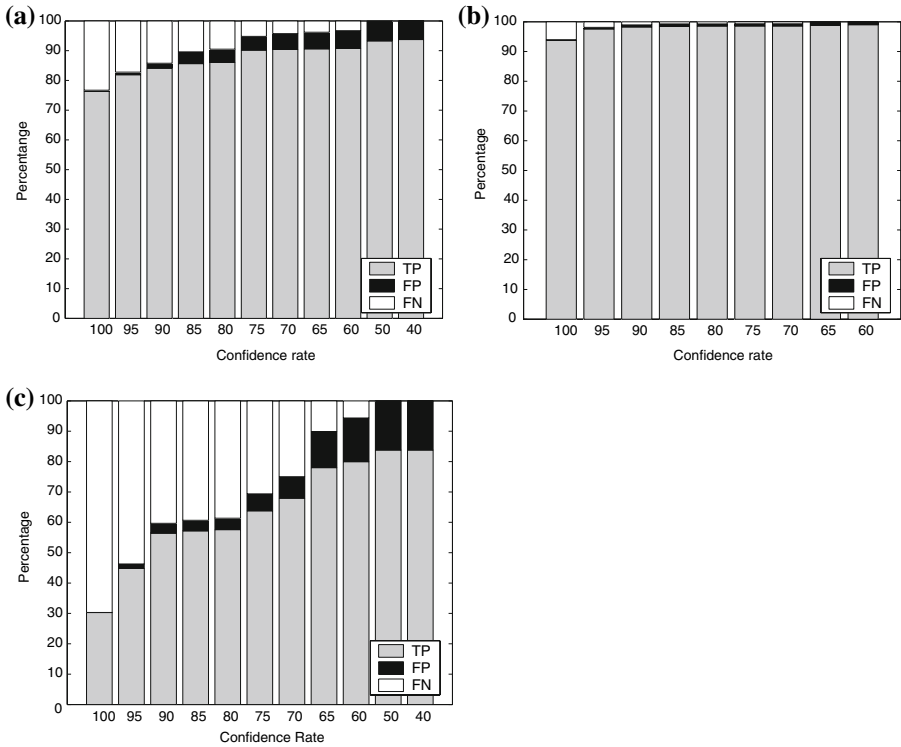 (a)
100
90
80
70
60
50
40
30
20
10
0
Percentange
TP
FP
FN
100 95 90 85 80 75 70 65 60 50 40
Confidence rate
(b)
100
90
80
70
60
50
40
30
20
10
0
Percentage
TP
FP
FN
100 95 90 85 80 75 70 65 60
Confidence rate
(c)
100
90
80
70
60
50
40
30
20
10
0
Percentage
TP
FP
FN
100 95 90 85 80 75 70 65 60 50 40
Confidence Rate